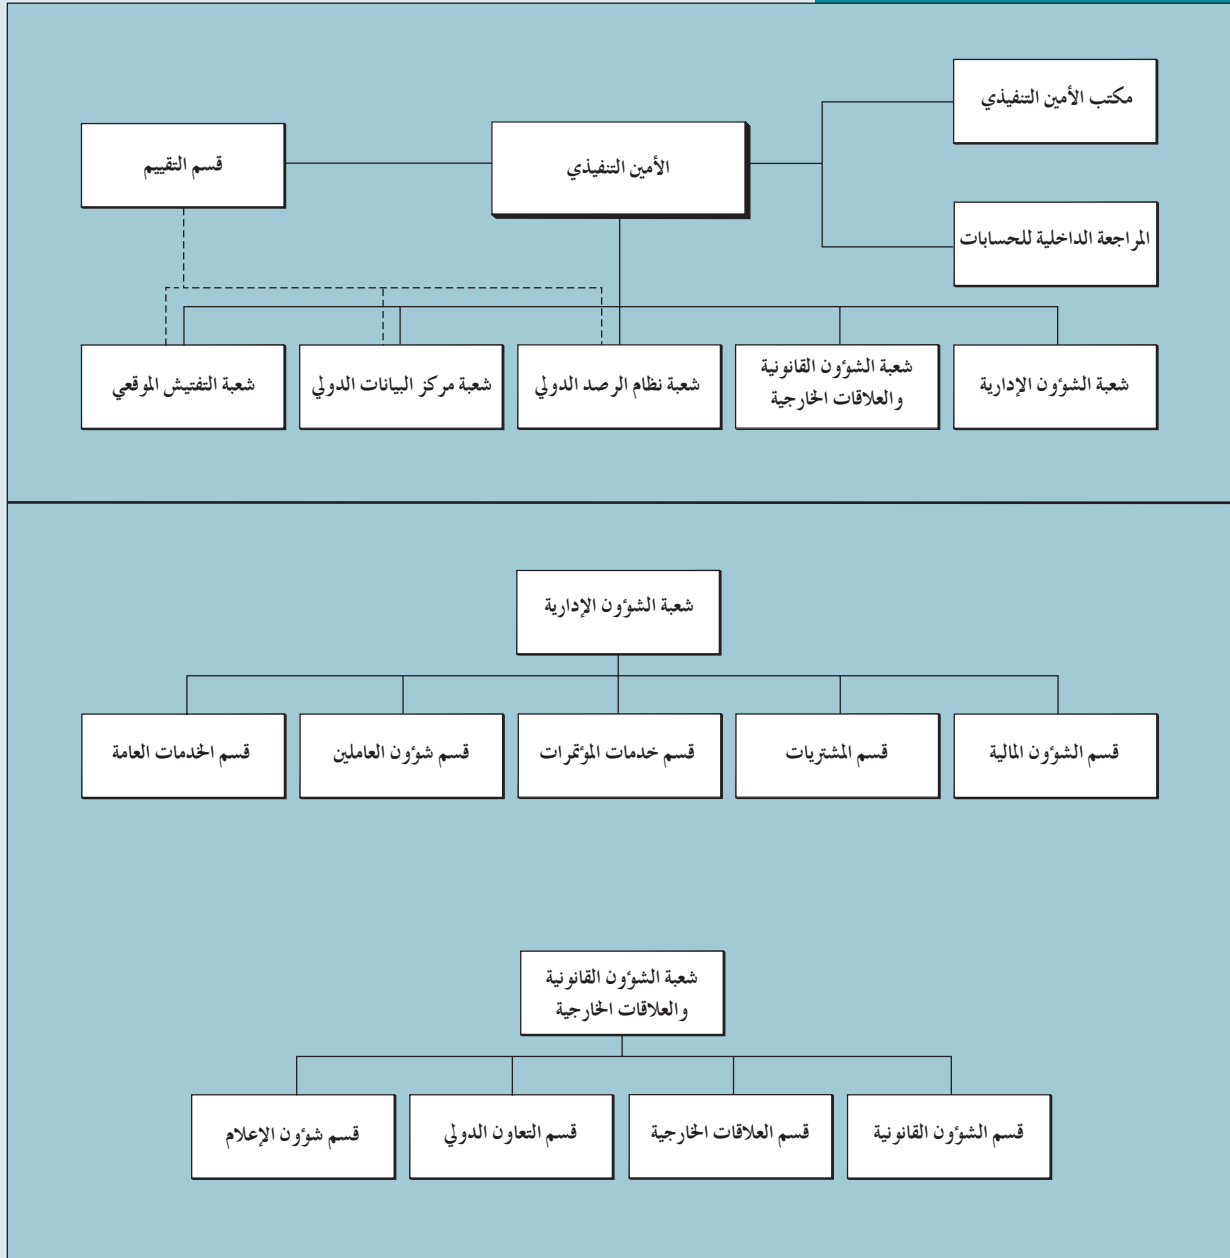 مكتب الأمين التنفيذي
الأمين التنفيذي
قسم التقييم
المراجعة الداخلية للحسابات
شعبة الشؤون الإدارية
شعبة الشؤون القانونية
والعلاقات الخارجية
شعبة نظام الرصد الدولي
شعبة مركز البيانات الدولي
شعبة التفتيش الموقعي
شعبة الشؤون الإدارية
قسم الشؤون المالية
قسم المشتريات
قسم خدمات المؤتمرات
قسم شؤون العاملين
قسم الخدمات العامة
شعبة الشؤون القانونية
والعلاقات الخارجية
قسم الشؤون القانونية
قسم العلاقات الخارجية
قسم التعاون الدولي
قسم شؤون الإعلام